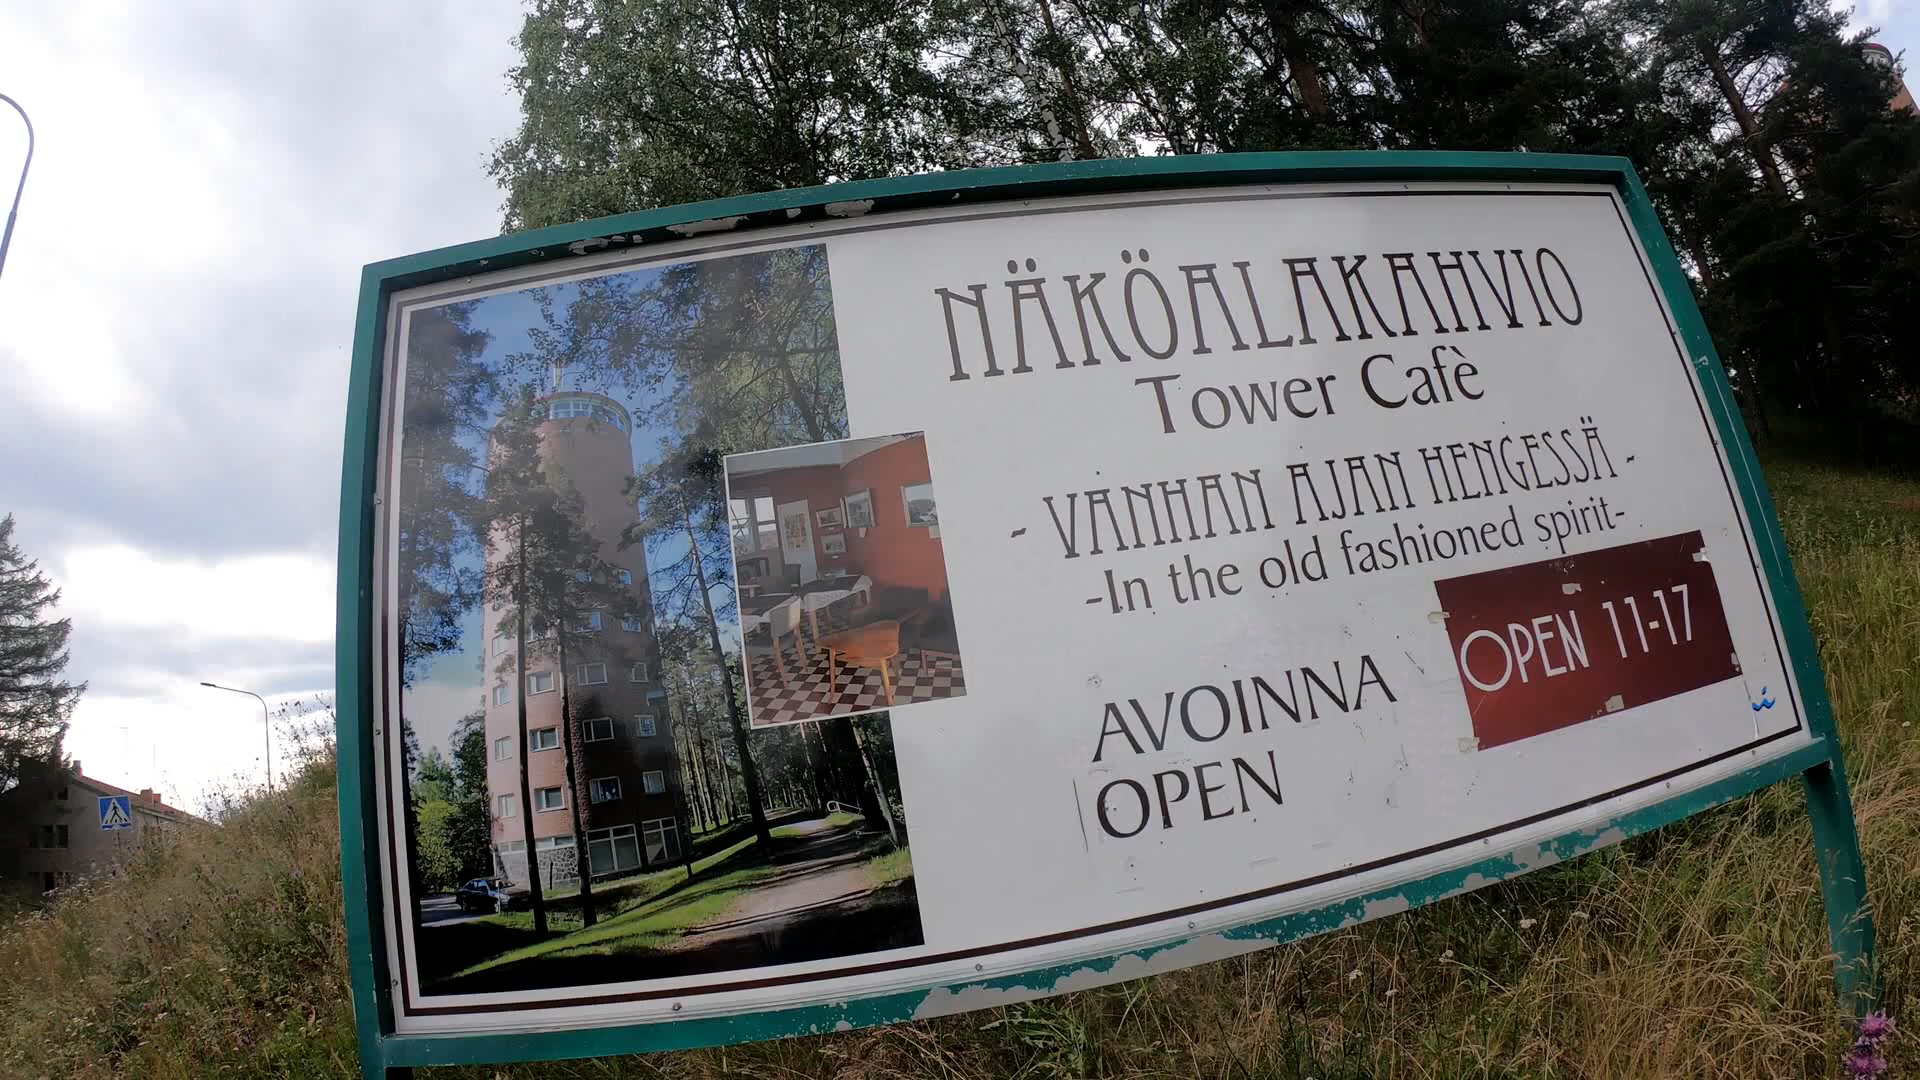 NÄKÖALAKAHVIO
Tower Cafè
- VANHAN AJAN HENGESSÄ -
-In the old fashioned spirit-
OPEN 11-17
AVOINNA
OPEN